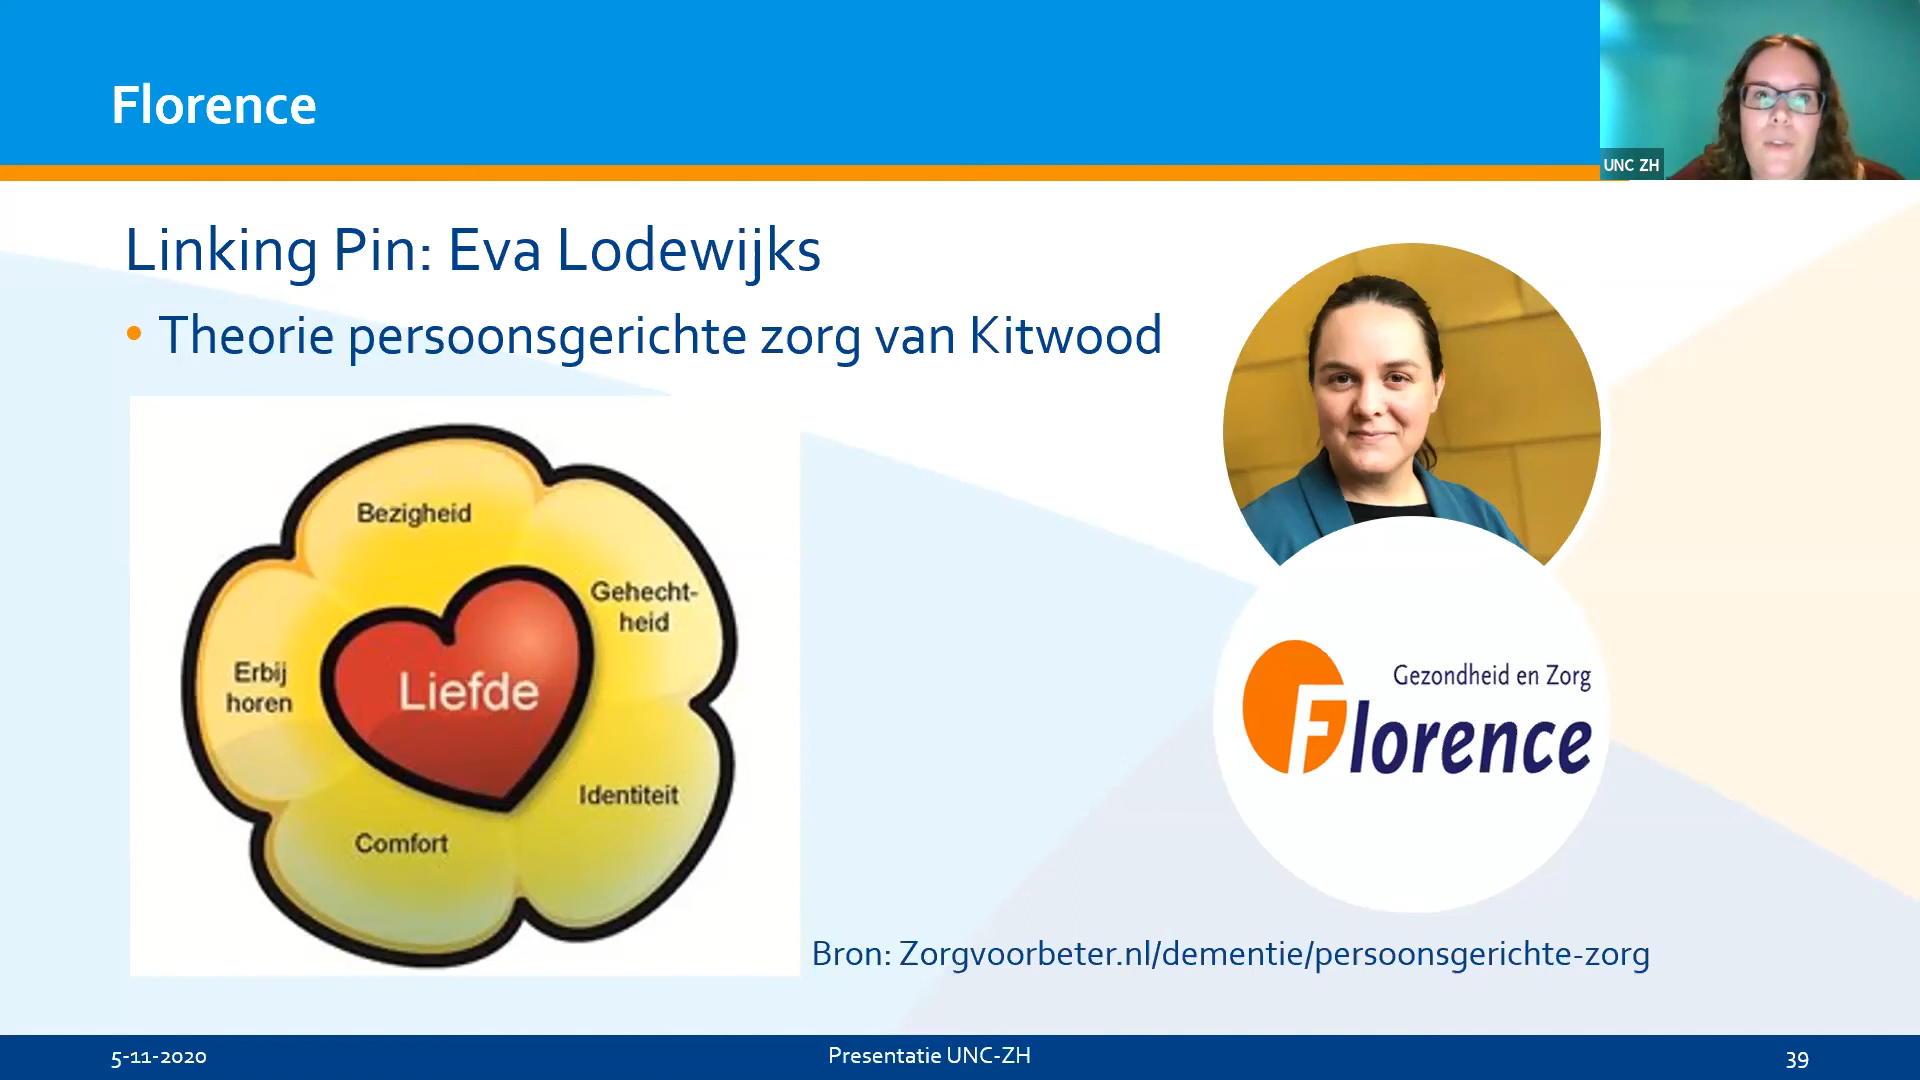 Florence
UNC ZH
Linking Pin: Eva Lodewijks
• Theorie persoonsgerichte zorg van Kitwood
Bezigheid
Gehecht-
heid
Erbij
horen
Liefde
Identiteit
Comfort
Gezondheid en Zorg
Florence
Bron: Zorgvoorbeter.nl/dementie/persoonsgerichte-zorg
5-11-2020
Presentatie UNC-ZH
39